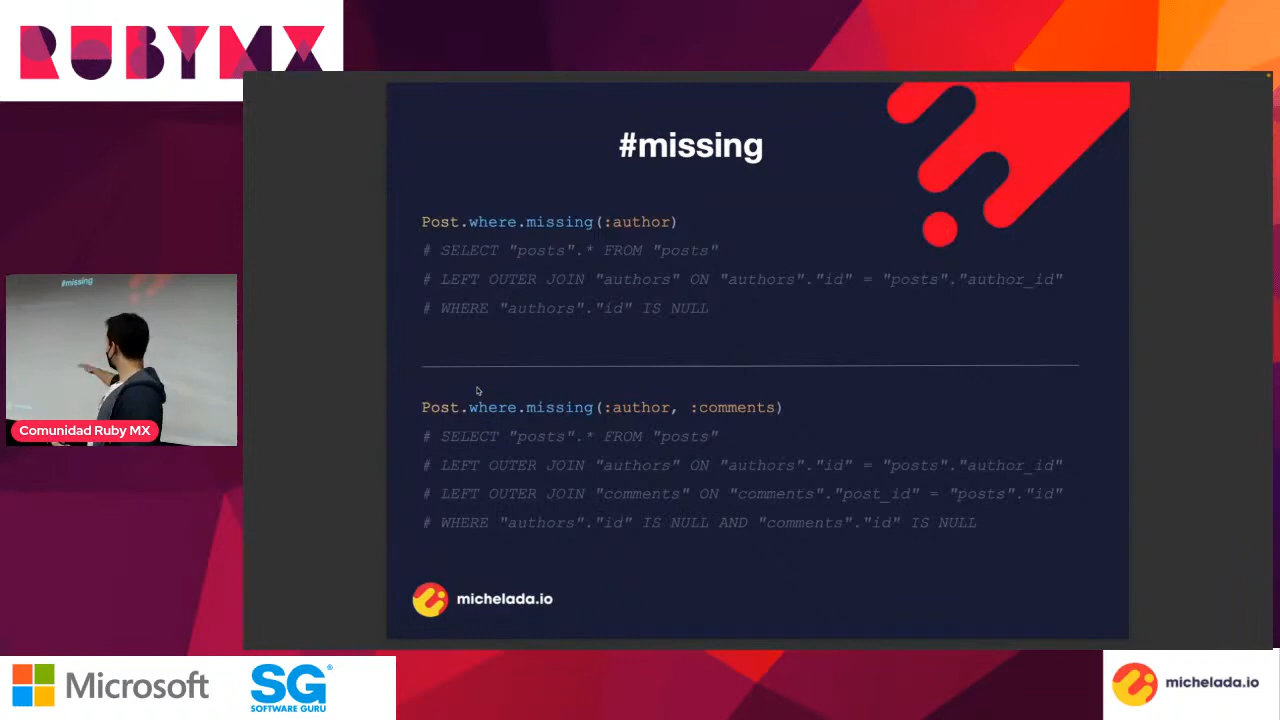 RUBYMX
#missing
Post.where.missing(:author)
# SELECT "posts".* FROM "posts"
# LEFT OUTER JOIN "authors" ON "authors"."id" = "posts"."author_id"
# WHERE "authors"."id" IS NULL
Post.where.missing(:author, :comments)
# SELECT "posts".* FROM "posts"
# LEFT OUTER JOIN "authors" ON "authors"."id" = "posts"."author_id"
# LEFT OUTER JOIN "comments" ON "comments"."post_id" = "posts"."id"
# WHERE "authors"."id" IS NULL AND "comments"."id" IS NULL
michelada.io
#missing
Comunidad Ruby MX
Microsoft
SG
SOFTWARE GURU
michelada.io